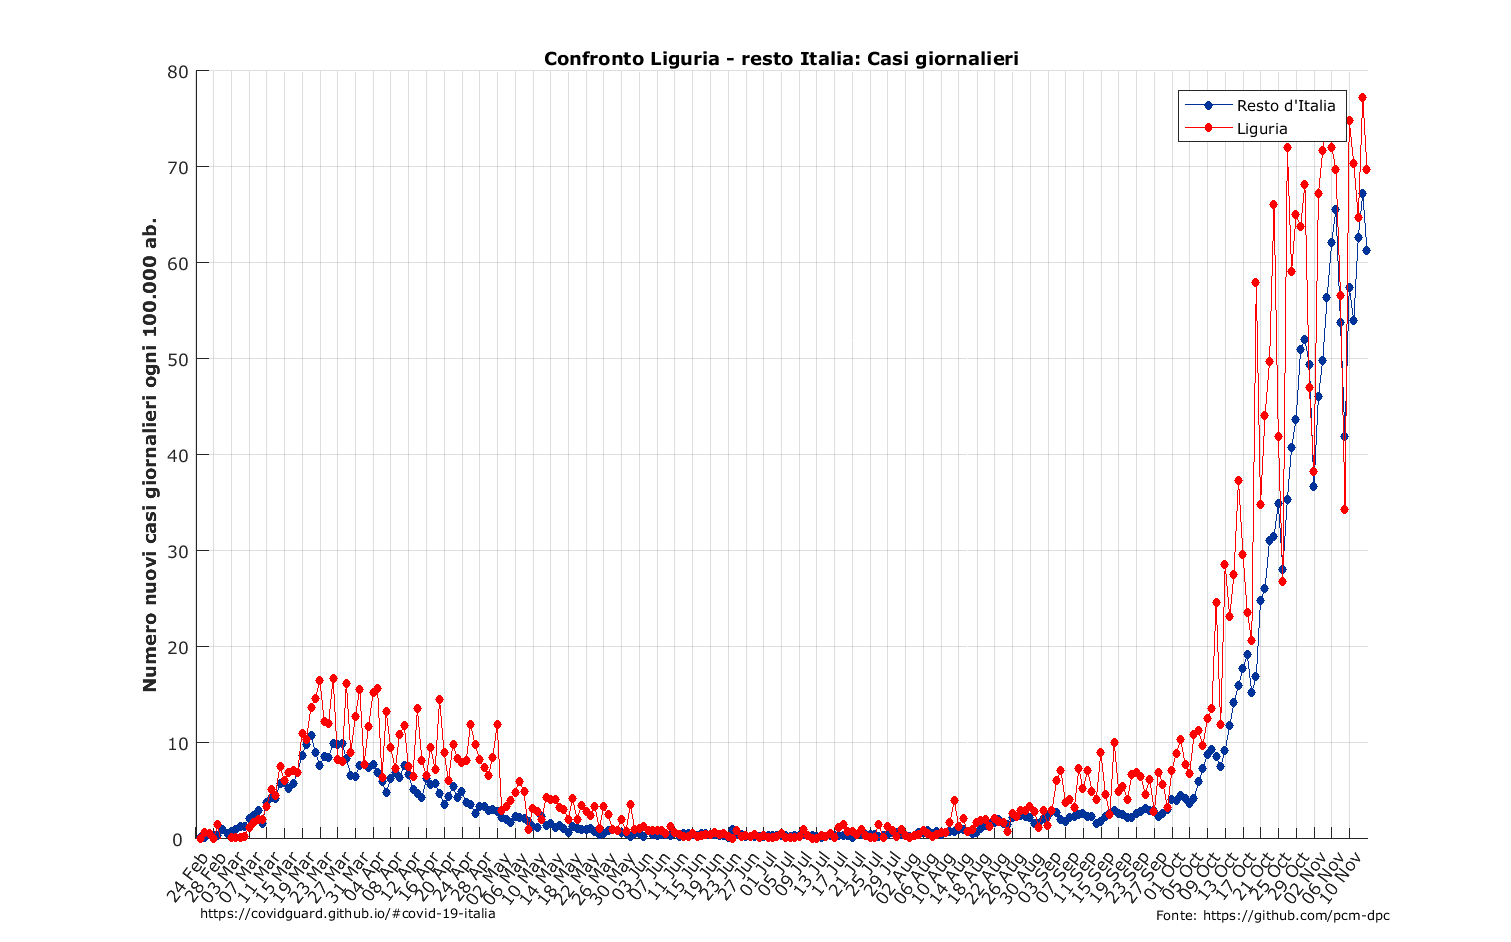 Confronto Liguria - resto Italia: Casi giornalieri
Resto d'Italia
Liguria
Numero nuovi casi giornalieri ogni 100.000 ab.
80
70
60
50
40
30
20
10
0
24 Feb
28 Feb
03 Mar
07 Mar
11 Mar
15 Mar
19 Mar
23 Mar
27 Mar
31 Mar
04 Apr
08 Apr
12 Apr
16 Apr
20 Apr
24 Apr
28 Apr
02 May
06 May
10 May
14 May
18 May
22 May
26 May
30 May
03 Jun
07 Jun
11 Jun
15 Jun
19 Jun
23 Jun
27 Jun
01 Jul
05 Jul
09 Jul
13 Jul
17 Jul
21 Jul
25 Jul
29 Jul
02 Aug
06 Aug
10 Aug
14 Aug
18 Aug
22 Aug
26 Aug
30 Aug
03 Sep
07 Sep
11 Sep
15 Sep
19 Sep
23 Sep
27 Sep
01 Oct
05 Oct
09 Oct
13 Oct
17 Oct
21 Oct
25 Oct
29 Oct
02 Nov
06 Nov
10 Nov
https://covidguard.github.io/#covid-19-italia
Fonte: https://github.com/pcm-dpc